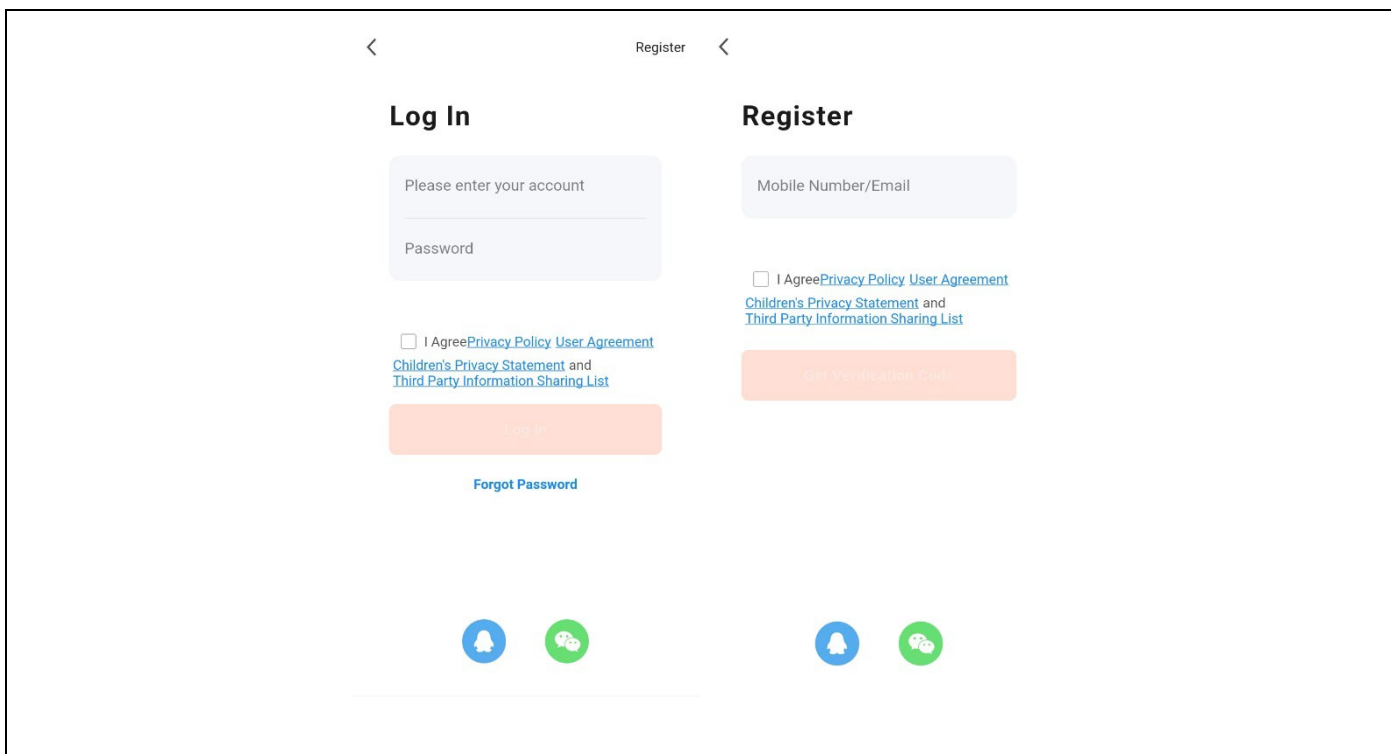 Register
Log In
Please enter your account
Password
I AgreePrivacy Policy User Agreement
Children's Privacy Statement and
Third Party Information Sharing List
Log In
Forgot Password
Register
Mobile Number/Email
I AgreePrivacy Policy User Agreement
Children's Privacy Statement and
Third Party Information Sharing List
Get Verification Code